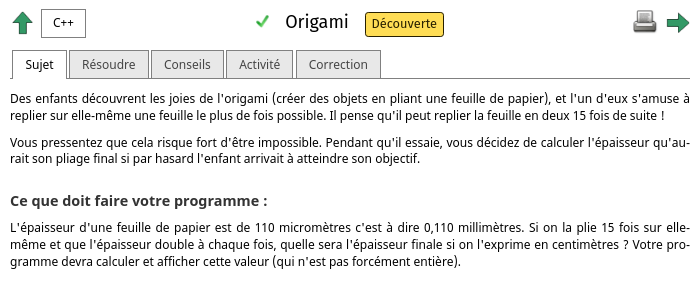 C++
Origami
Découverte
Sujet
Résoudre
Conseils
Activité
Correction
Des enfants découvrent les joies de l'origami (créer des objets en pliant une feuille de papier), et l'un d'eux s'amuse à
replier sur elle-même une feuille le plus de fois possible. Il pense qu'il peut replier la feuille en deux 15 fois de suite !
Vous pressentez que cela risque fort d'être impossible. Pendant qu'il essaie, vous décidez de calculer l'épaisseur qu'au-
rait son pliage final si par hasard l'enfant arrivait à atteindre son objectif.
Ce que doit faire votre programme :
L'épaisseur d'une feuille de papier est de 110 micromètres c'est à dire 0,110 millimètres. Si on la plie 15 fois sur elle-
même et que l'épaisseur double à chaque fois, quelle sera l'épaisseur finale si on l'exprime en centimètres ? Votre pro-
gramme devra calculer et afficher cette valeur (qui n'est pas forcément entière).